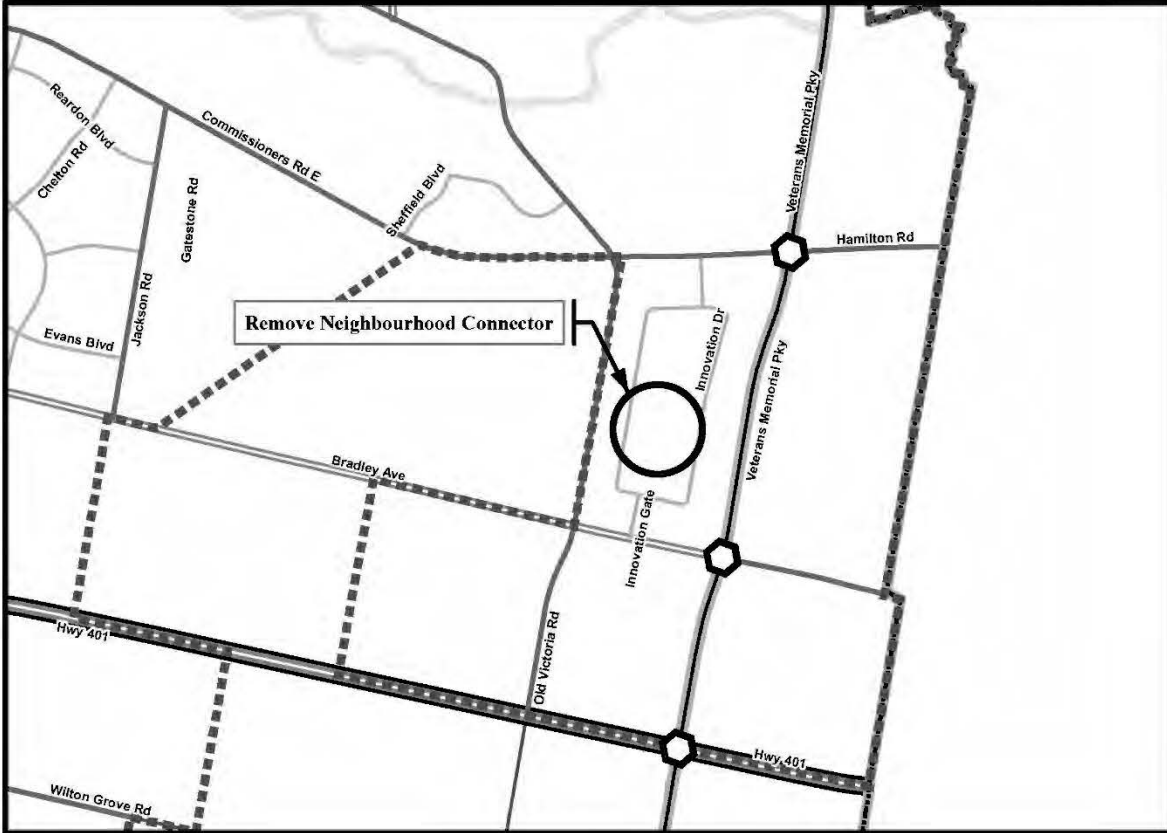 Veterans Memorial Pky
Reardon Blvd
Chelton Rd
Commissioners Rd E
Gatestone Rd
Sheffield Blvd
Hamilton Rd
Jackson Rd
Evans Blvd
Remove Neighbourhood Connector
Innovation Dr
Veterans Memorial Pky
Bradley Ave
Innovation Gate
Hwy 401
Old Victoria Rd
Hwy 401
Wilton Grove Rd